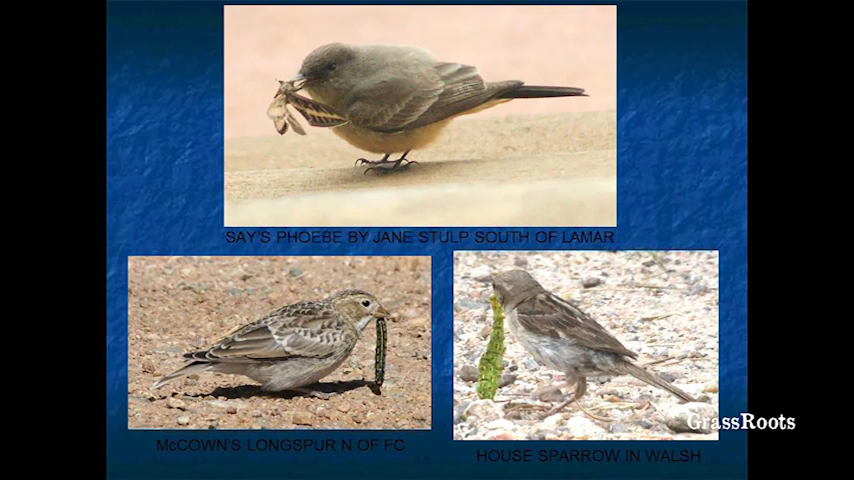 SAY'S PHOEBE BY JANE STULP SOUTH OF LAMAR
McCOWN'S LONGSPUR N OF FC
HOUSE SPARROW IN WALSH
GrassRoots